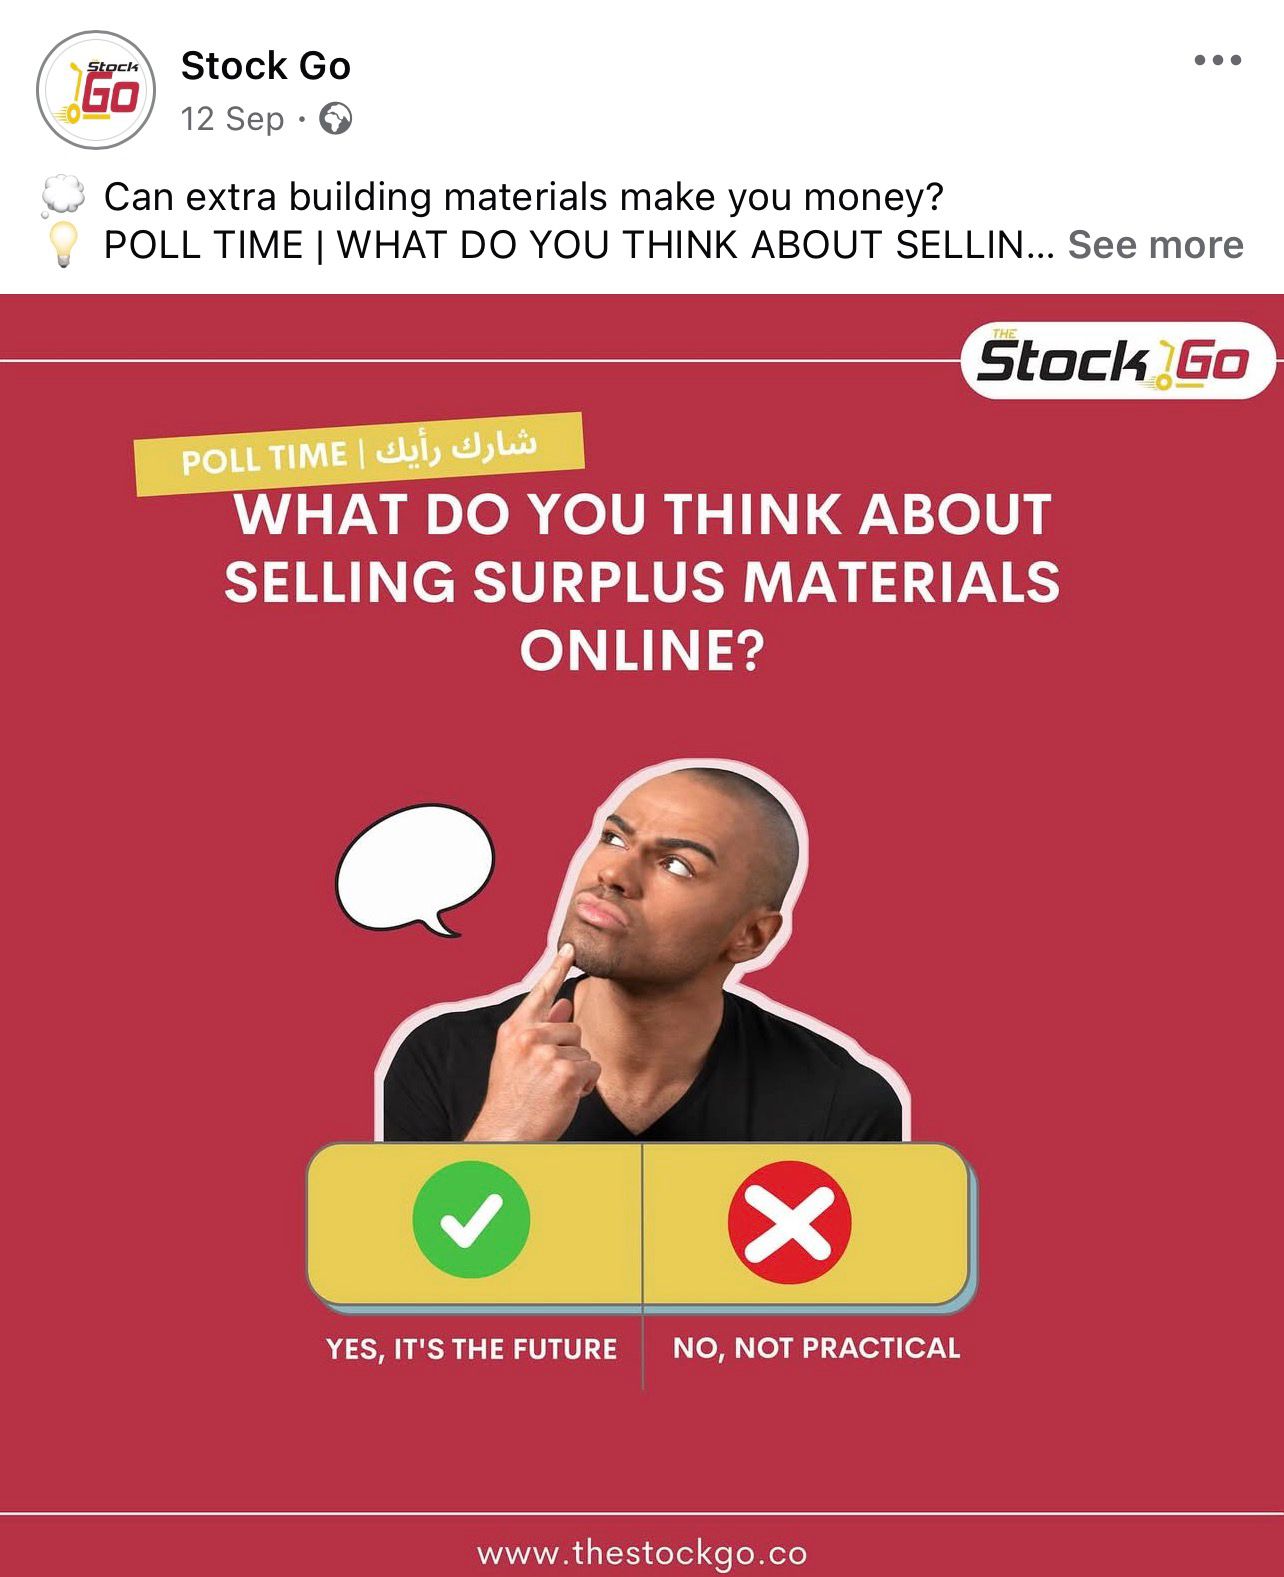 Stock
GO
Stock Go
12 Sep ·
💭 Can extra building materials make you money?
💡 POLL TIME | WHAT DO YOU THINK ABOUT SELLIN... See more
THE
Stock Go
POLL TIME | شارك رأيك
WHAT DO YOU THINK ABOUT
SELLING SURPLUS MATERIALS
ONLINE?
YES, IT'S THE FUTURE
NO, NOT PRACTICAL
www.thestockgo.co